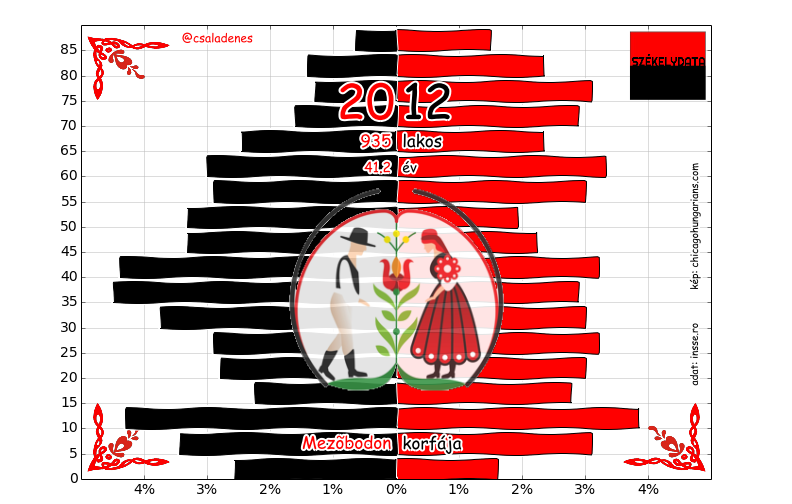 @csaladenes
SZÉKELYDATA
2012
935 lakos
41,2 év
Mezõbodon korfája
kép: chicagohungarians.com
adat: insse.ro
85
80
75
70
65
60
55
50
45
40
35
30
25
20
15
10
5
0
4% 3% 2% 1% 0% 1% 2% 3% 4%